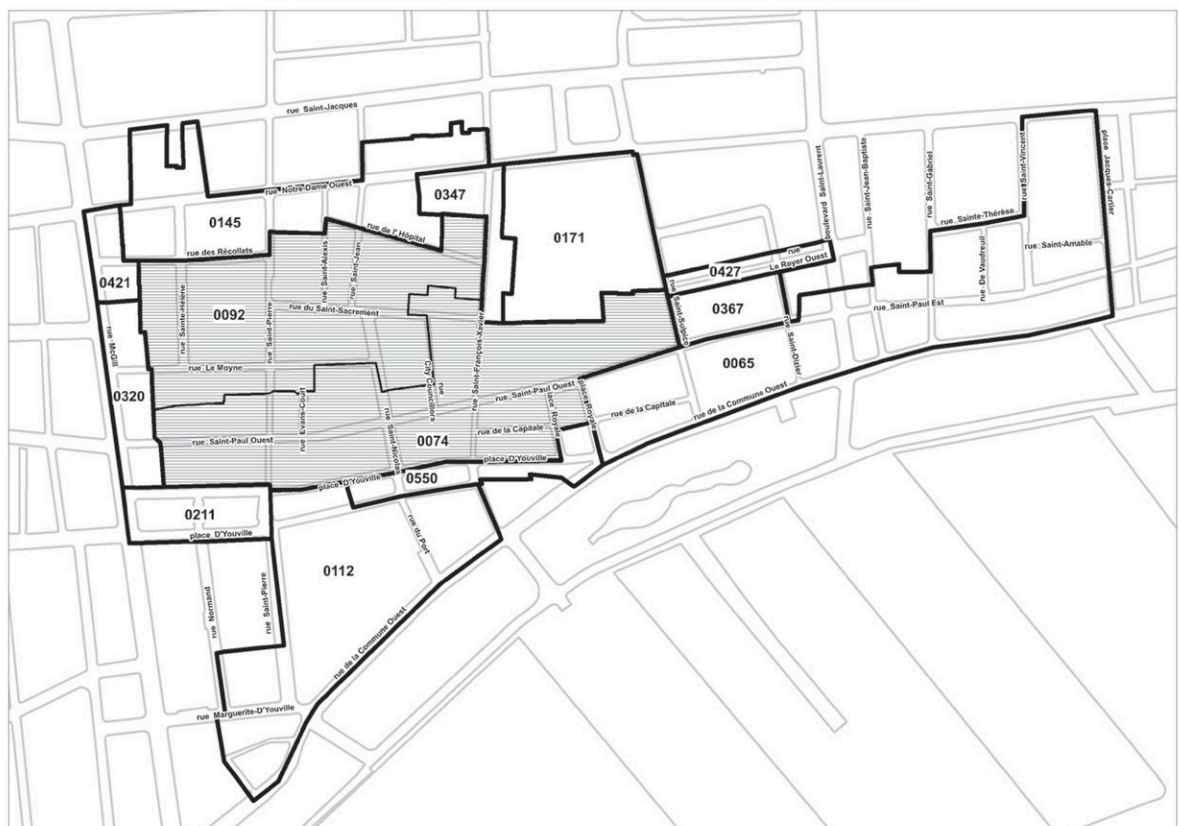 rue Saint-Jacques
rue Notre-Dame Ouest
0347
0145
rue de l'Hôpital
rue des Récollets
0171
boulevard Saint-Laurent
rue Saint-Jean-Baptiste
rue Saint-Gabriel
rue Saint-Vincent
place Jacques-Cartier
rue Sainte-Thérèse
rue Saint-Amable
rue De Vaudreuil
rue
Le Royer Ouest
0427
0421
rue Sainte-Hélène
0092
rue Saint-Pierre
rue Saint-Alexis
rue Saint-Jean
rue du Saint-Sacrement
rue Saint-François-Xavier
rue Saint-Sulpice
0367
rue Saint-Dizier
rue Saint-Paul Est
rue McGill
rue Le Moyne
0320
rue
City Councillors
rue Saint-Paul Ouest
place Royale
place Royale
0065
rue de la Commune Ouest
rue de la Capitale
rue Saint-Paul Ouest
rue Evans-Court
rue Saint-Nicolas
0074
rue de la Capitale
place D'Youville
place D'Youville
0550
0211
place D'Youville
rue du Port
0112
rue Normand
rue Saint-Pierre
rue de la Commune Ouest
rue Marguerite-D'Youville